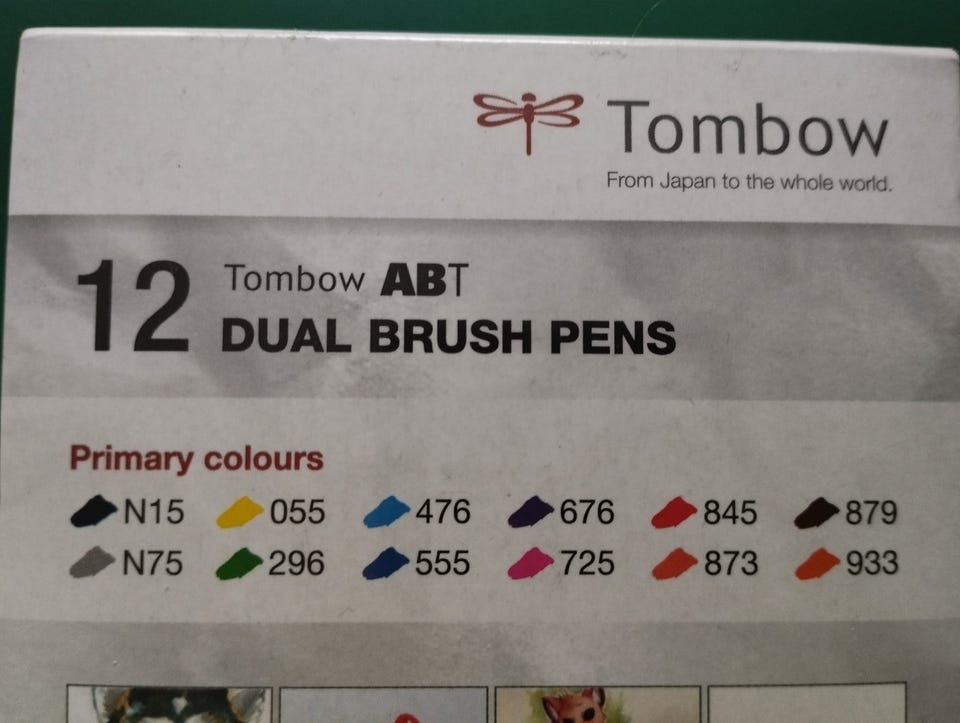 Tombow
From Japan to the whole world.
12 Tombow ABT
DUAL BRUSH PENS
Primary colours
N15 055 476 676 845 879
N75 296 555 725 873 933